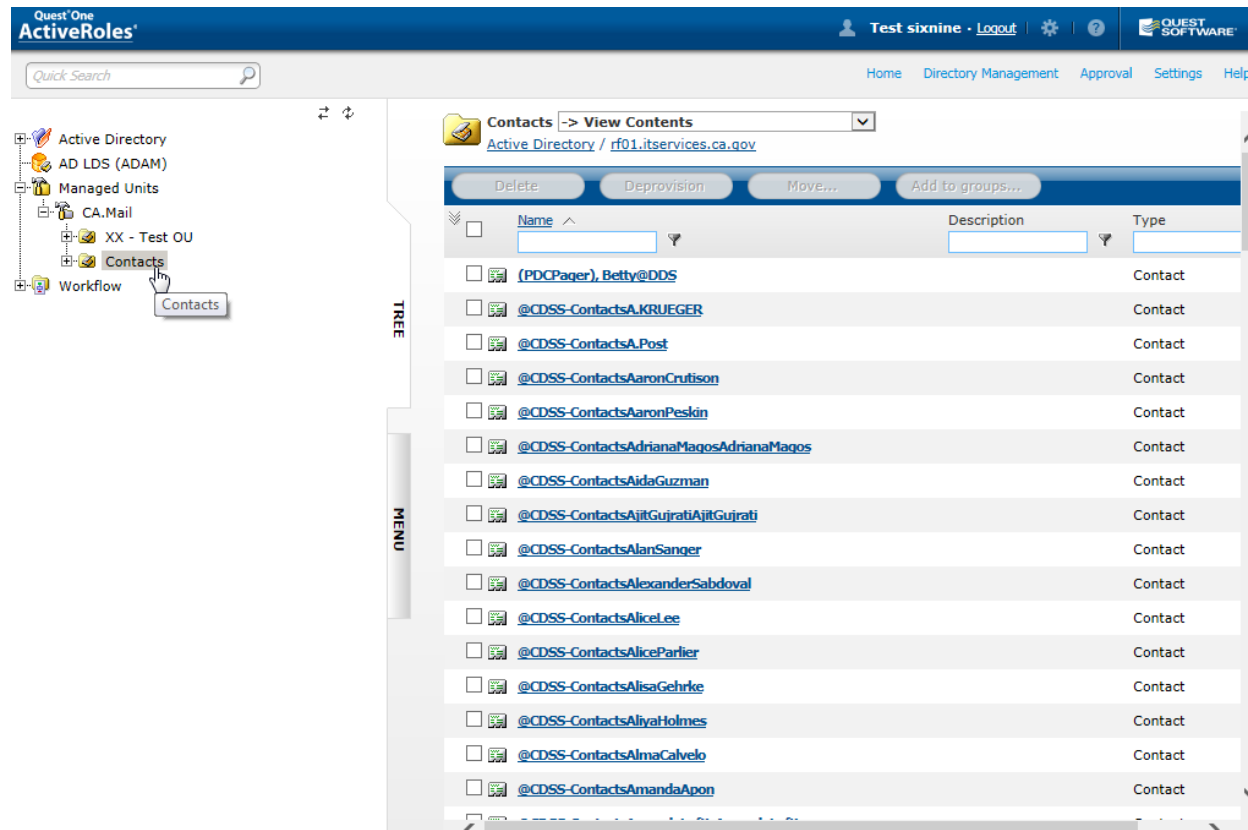 Quest One
ActiveRoles
Test sixnine · Logout
QUEST SOFTWARE
Quick Search
Home Directory Management Approval Settings Help
Active Directory
AD LDS (ADAM)
Managed Units
CA.Mail
XX - Test OU
Contacts
Workflow
Contacts
TREE
MENU
Contacts -> View Contents
Active Directory / rf01.itservices.ca.gov
Delete Deprovision Move... Add to groups...
Name Description Type
(PDCPager), Betty@DDS Contact
@CDSS-ContactsA.KRUEGER Contact
@CDSS-ContactsA.Post Contact
@CDSS-ContactsAaronCrutison Contact
@CDSS-ContactsAaronPeskin Contact
@CDSS-ContactsAdrianaMagosAdrianaMagos Contact
@CDSS-ContactsAidaGuzman Contact
@CDSS-ContactsAjitGujratiAjitGujrati Contact
@CDSS-ContactsAlanSanger Contact
@CDSS-ContactsAlexanderSabdoval Contact
@CDSS-ContactsAliceLee Contact
@CDSS-ContactsAliceParlier Contact
@CDSS-ContactsAlisaGehrke Contact
@CDSS-ContactsAliyaHolmes Contact
@CDSS-ContactsAlmaCalvelo Contact
@CDSS-ContactsAmandaApon Contact